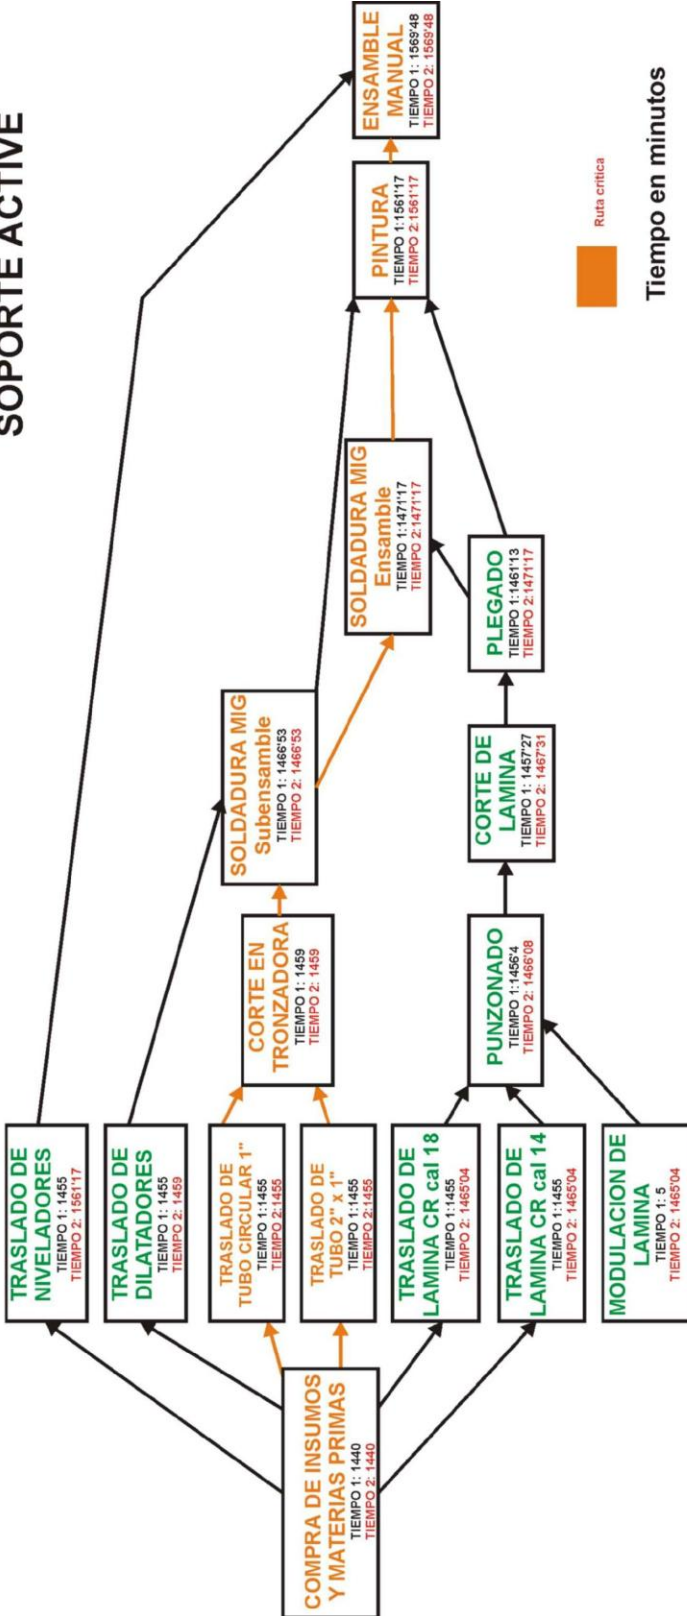 SOPORTE ACTIVE
TRASLADO DE
NIVELADORES
TIEMPO 1: 1455
TIEMPO 2: 1561'17
TRASLADO DE
DILATADORES
TIEMPO 1: 1455
TIEMPO 2: 1459
TRASLADO DE
TUBO CIRCULAR 1"
TIEMPO 1:1455
TIEMPO 2:1455
TRASLADO DE
TUBO 2" x 1"
TIEMPO 1:1455
TIEMPO 2:1455
TRASLADO DE
LAMINA CR cal 18
TIEMPO 1:1455
TIEMPO 2:1465'04
TRASLADO DE
LAMINA CR cal 14
TIEMPO 1:1455
TIEMPO 2:1465'04
MODULACION DE
LAMINA
TIEMPO 1: 5
TIEMPO 2: 1465'04
COMPRA DE INSUMOS
Y MATERIAS PRIMAS
TIEMPO 1: 1440
TIEMPO 2: 1440
CORTE EN
TRONZADORA
TIEMPO 1: 1459
TIEMPO 2: 1459
SOLDADURA MIG
Subensamble
TIEMPO 1: 1466'53
TIEMPO 2: 1466'53
SOLDADURA MIG
Ensamble
TIEMPO 1:1471'17
TIEMPO 2:1471'17
PUNZONADO
TIEMPO 1:1456'4
TIEMPO 2: 1466'08
CORTE DE
LAMINA
TIEMPO 1: 1457'27
TIEMPO 2: 1467'31
PLEGADO
TIEMPO 1:1461'13
TIEMPO 2:1471'17
PINTURA
TIEMPO 1:1561'17
TIEMPO 2:1561'17
ENSAMBLE
MANUAL
TIEMPO 1: 1569'48
TIEMPO 2: 1569'48
Ruta critica
Tiempo en minutos